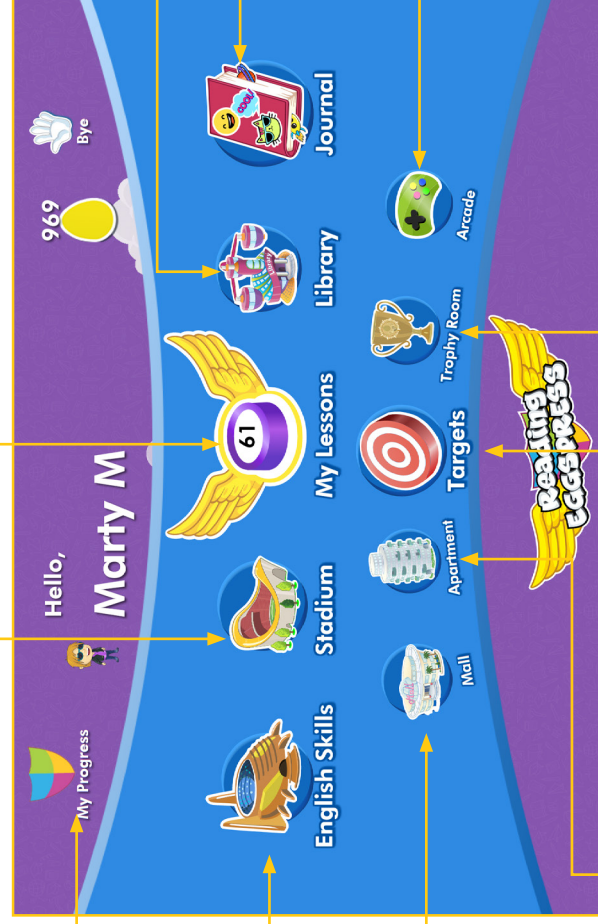 My Progress
Hello,
Marty M
969
Bye
61
COOL!
English Skills
Stadium
My Lessons
Library
Journal
Mall
Apartment
Targets
Trophy Room
Arcade
Reading
EGGSPRESS